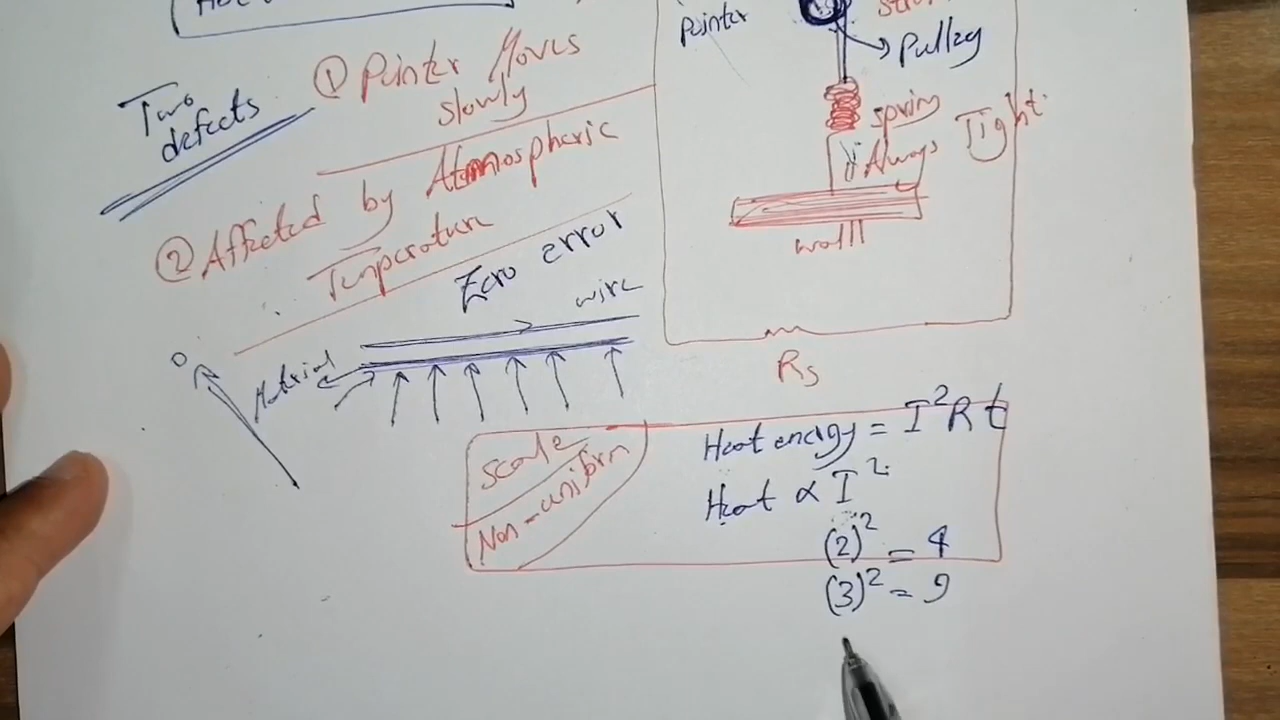 Two defects
① Pointer Moves slowly
② Affected by Atmospheric Temperature
Zero error
wire
Material
0
Pointer
Pulley
spring
Always Tight
wall
Rs
scale
Non-uniform
Heat energy = I²Rt
Heat ∝ I²
(2)² = 4
(3)² = 9